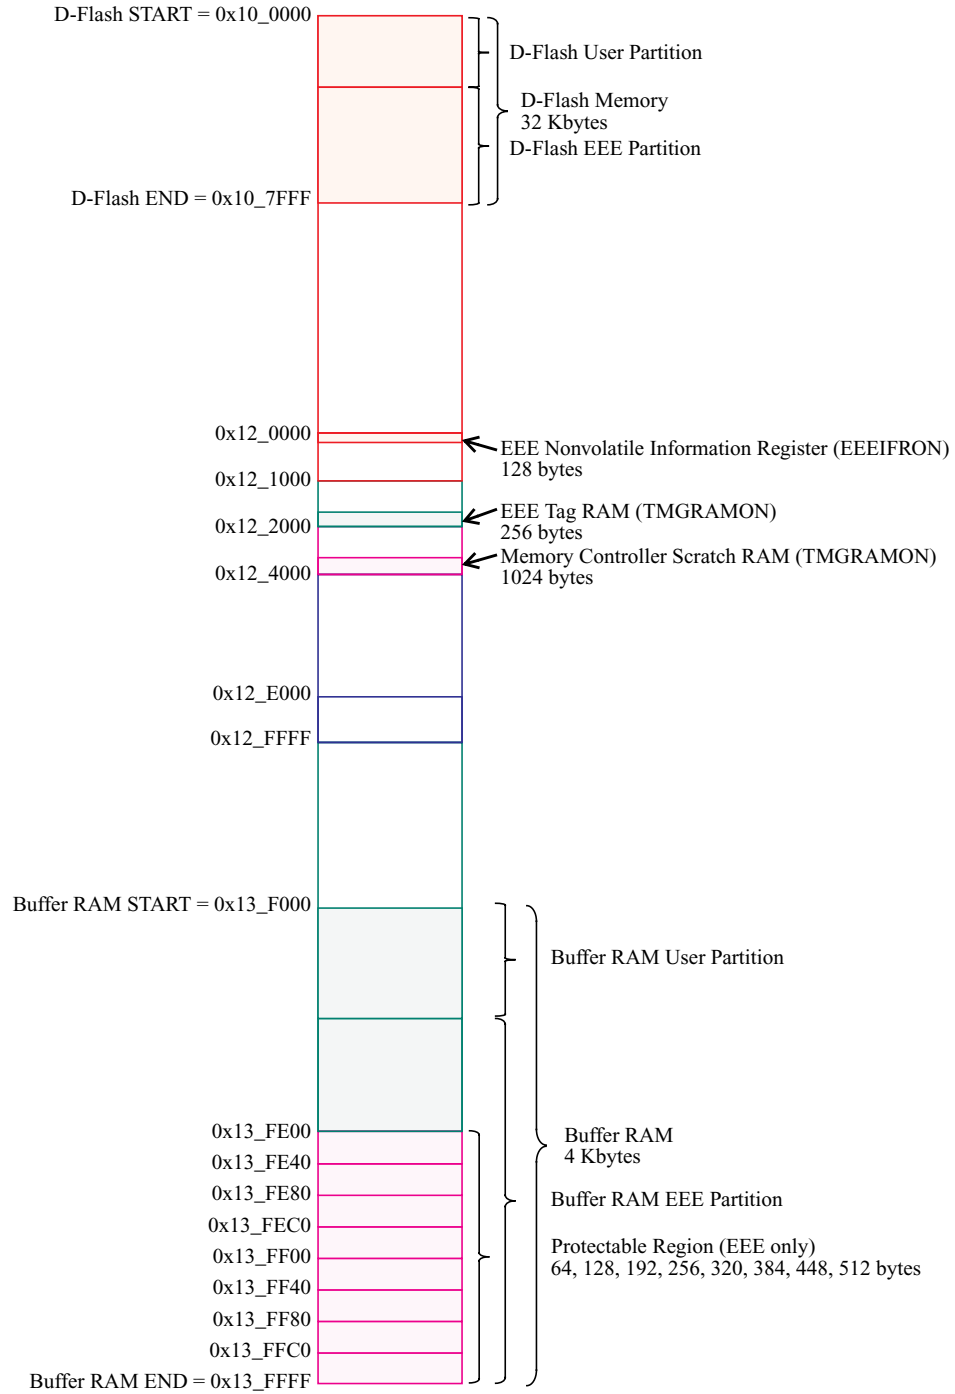 D-Flash START = 0x10_0000
D-Flash User Partition
D-Flash Memory
32 Kbytes
D-Flash EEE Partition
D-Flash END = 0x10_7FFF
0x12_0000
EEE Nonvolatile Information Register (EEEIFRON)
128 bytes
0x12_1000
EEE Tag RAM (TMGRAMON)
256 bytes
0x12_2000
Memory Controller Scratch RAM (TMGRAMON)
1024 bytes
0x12_4000
0x12_E000
0x12_FFFF
Buffer RAM START = 0x13_F000
Buffer RAM User Partition
0x13_FE00
Buffer RAM
4 Kbytes
0x13_FE40
0x13_FE80
Buffer RAM EEE Partition
0x13_FEC0
Protectable Region (EEE only)
64, 128, 192, 256, 320, 384, 448, 512 bytes
0x13_FF00
0x13_FF40
0x13_FF80
0x13_FFC0
Buffer RAM END = 0x13_FFFF